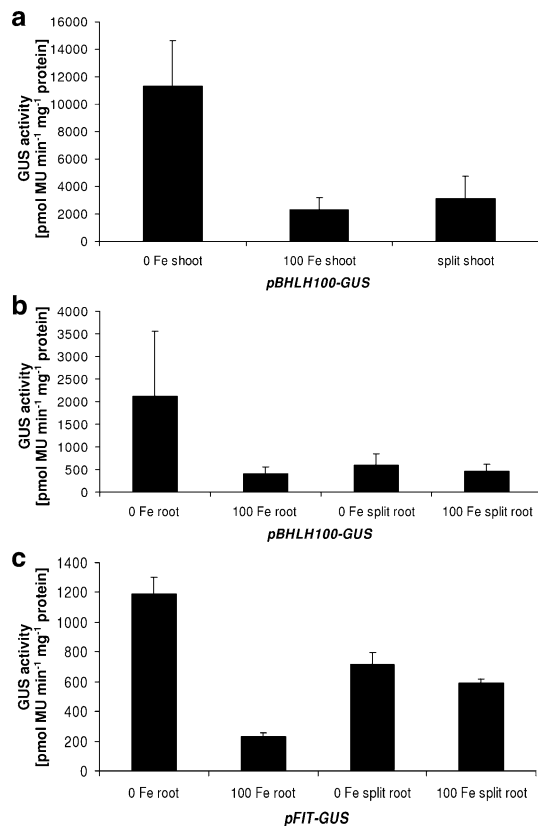 a
GUS activity
[pmol MU min-1 mg-1 protein]
16000
14000
12000
10000
8000
6000
4000
2000
0
0 Fe shoot 100 Fe shoot split shoot
pBHLH100-GUS
b
GUS activity
[pmol MU min-1 mg-1 protein]
4000
3500
3000
2500
2000
1500
1000
500
0
0 Fe root 100 Fe root 0 Fe split root 100 Fe split root
pBHLH100-GUS
c
GUS activity
[pmol MU min-1 mg-1 protein]
1400
1200
1000
800
600
400
200
0
0 Fe root 100 Fe root 0 Fe split root 100 Fe split root
pFIT-GUS